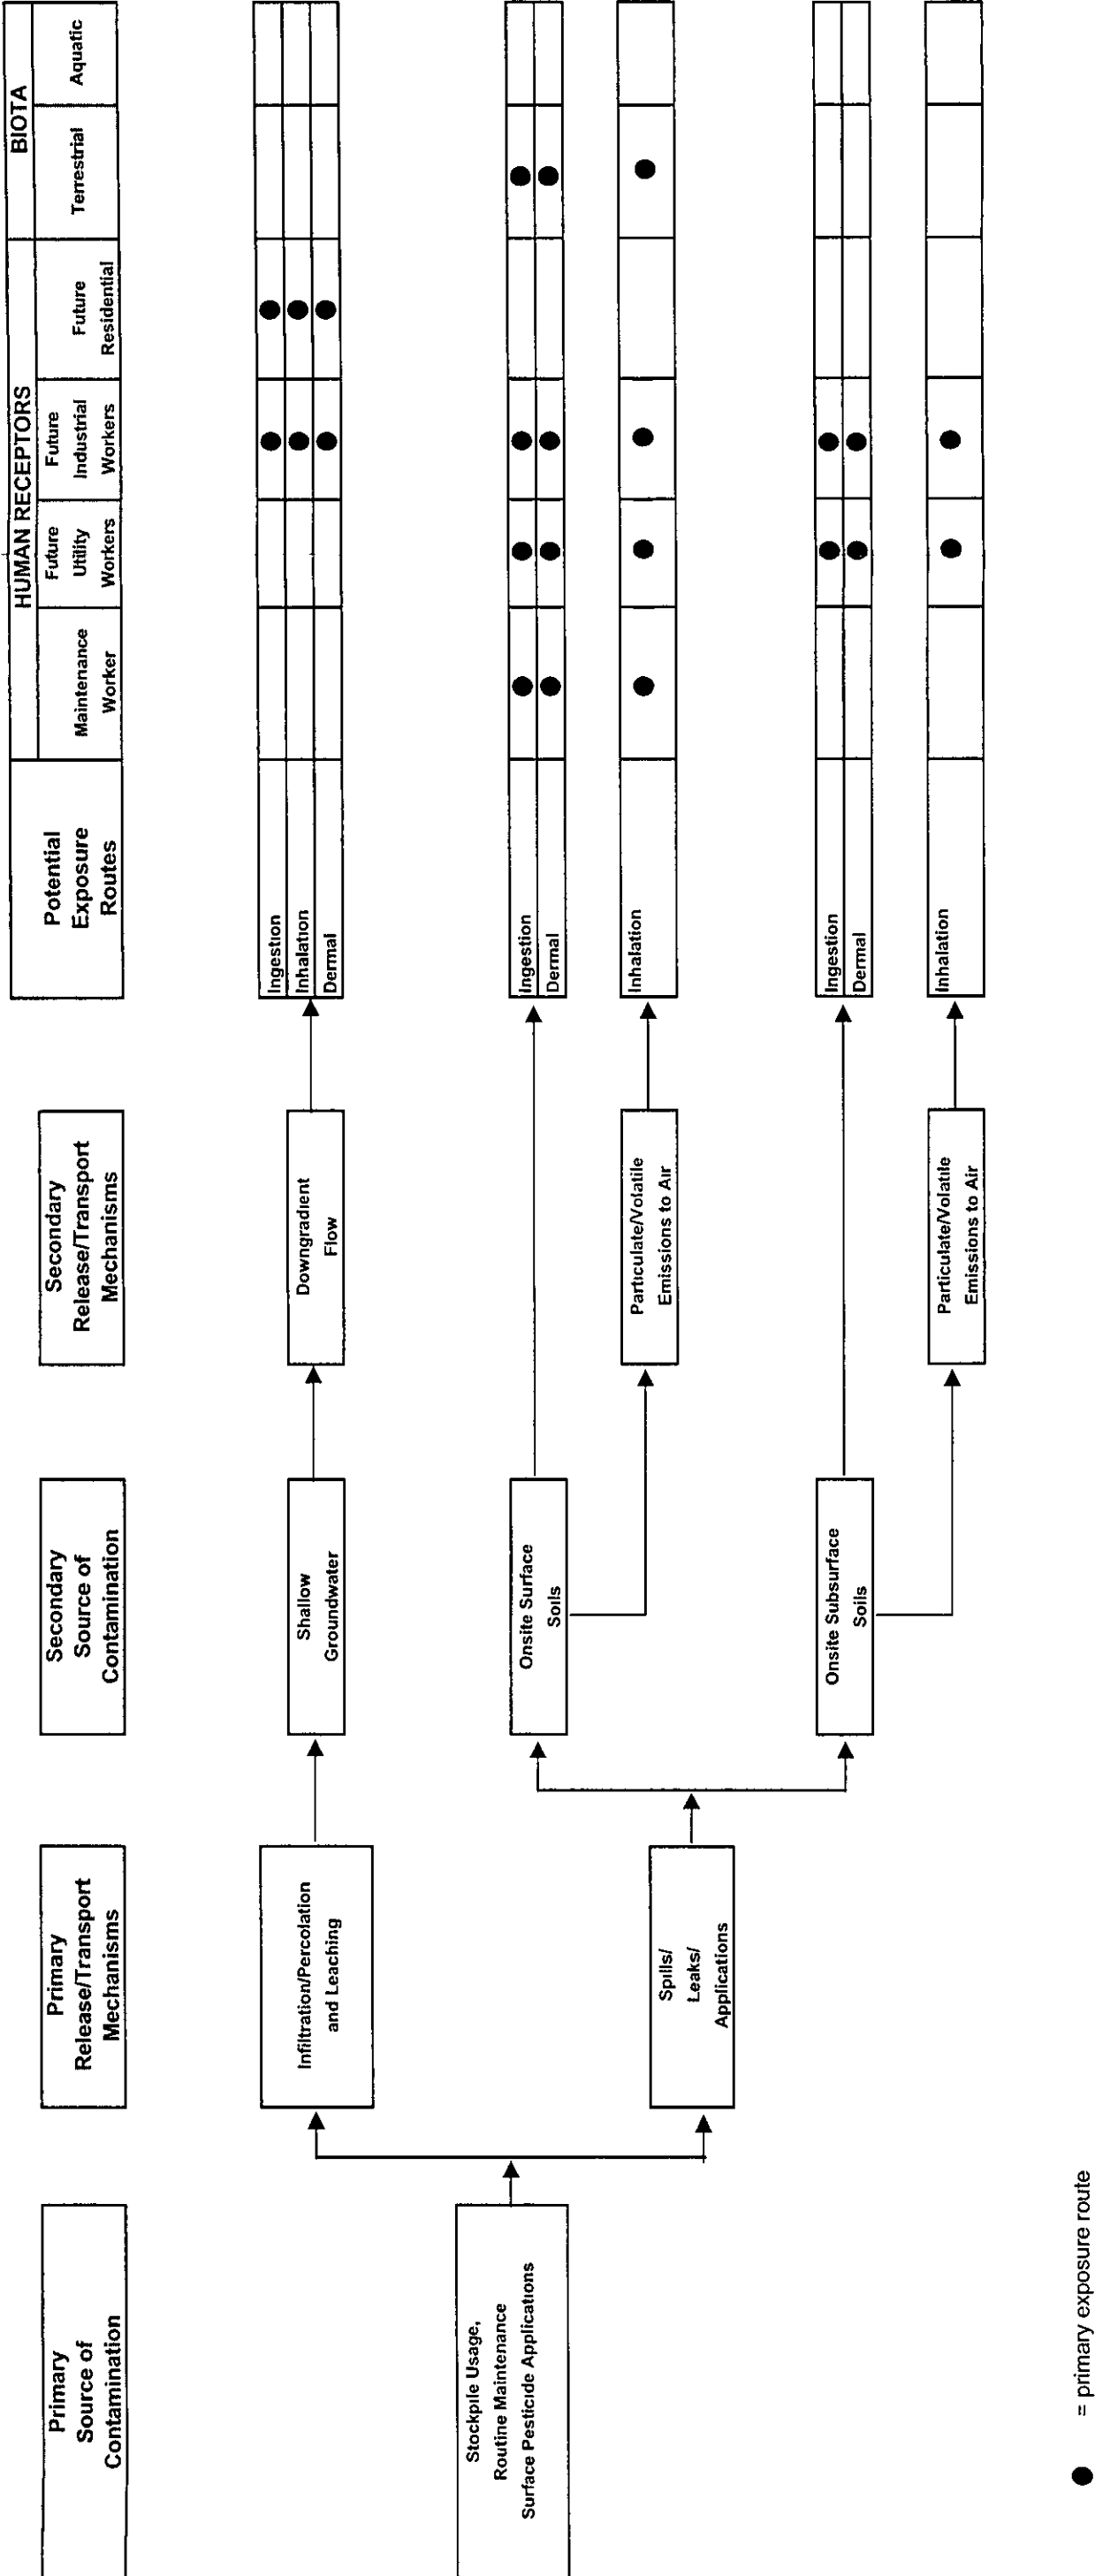 Primary
Source of
Contamination
Primary
Release/Transport
Mechanisms
Secondary
Source of
Contamination
Secondary
Release/Transport
Mechanisms
Potential
Exposure
Routes
HUMAN RECEPTORS
Maintenance
Worker
Future
Utility
Workers
Future
Industrial
Workers
Future
Residential
BIOTA
Terrestrial
Aquatic
Stockpile Usage,
Routine Maintenance
Surface Pesticide Applications
Infiltration/Percolation
and Leaching
Shallow
Groundwater
Downgradient
Flow
Ingestion
Inhalation
Dermal
Spills/
Leaks/
Applications
Onsite Surface
Soils
Ingestion
Dermal
Particulate/Volatile
Emissions to Air
Inhalation
Onsite Subsurface
Soils
Ingestion
Dermal
Particulate/Volatile
Emissions to Air
Inhalation
= primary exposure route